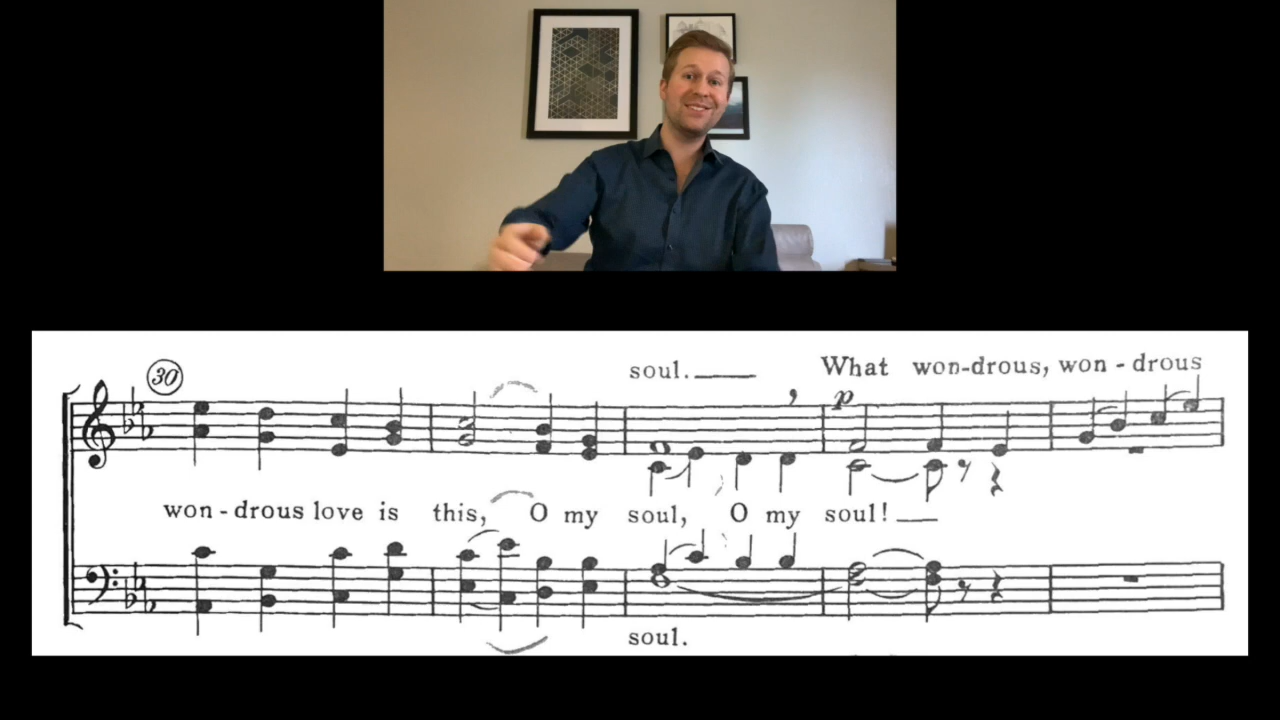 30
soul. What won-drous, won - drous
p
won - drous love is this, O my soul, O my soul!
soul.